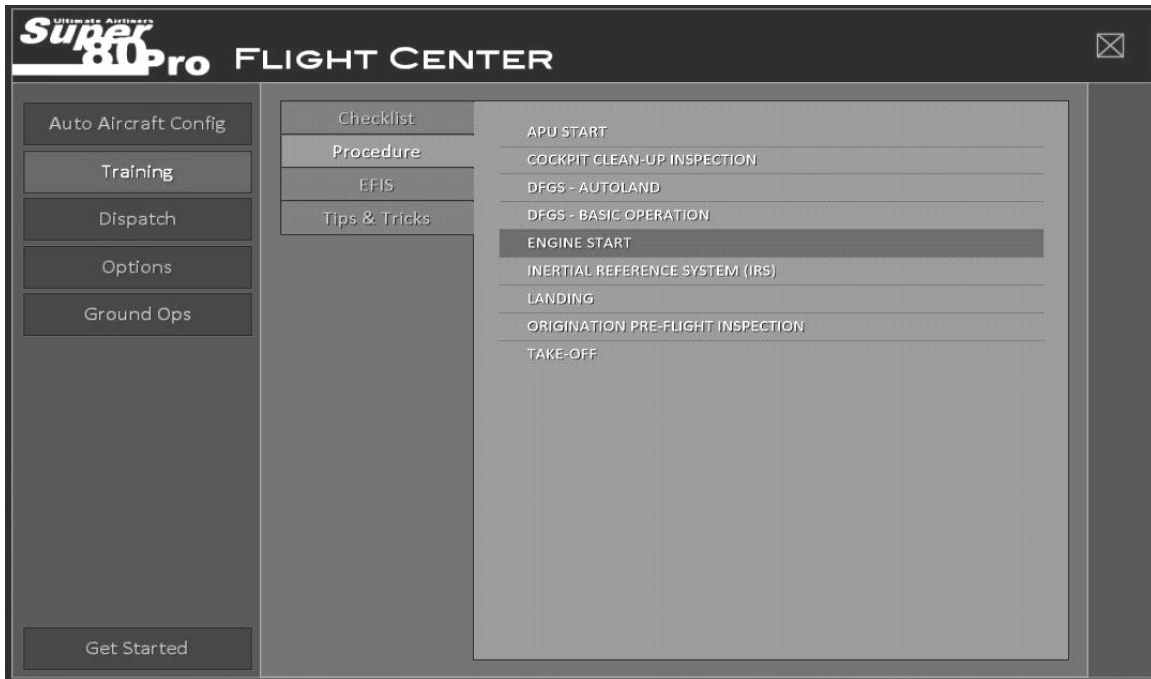 Ultimate Airliners
Super
80Pro FLIGHT CENTER
Auto Aircraft Config
Training
Dispatch
Options
Ground Ops
Get Started
Checklist
Procedure
EFIS
Tips & Tricks
APU START
COCKPIT CLEAN-UP INSPECTION
DFGS - AUTOLAND
DFGS - BASIC OPERATION
ENGINE START
INERTIAL REFERENCE SYSTEM (IRS)
LANDING
ORIGINATION PRE-FLIGHT INSPECTION
TAKE-OFF